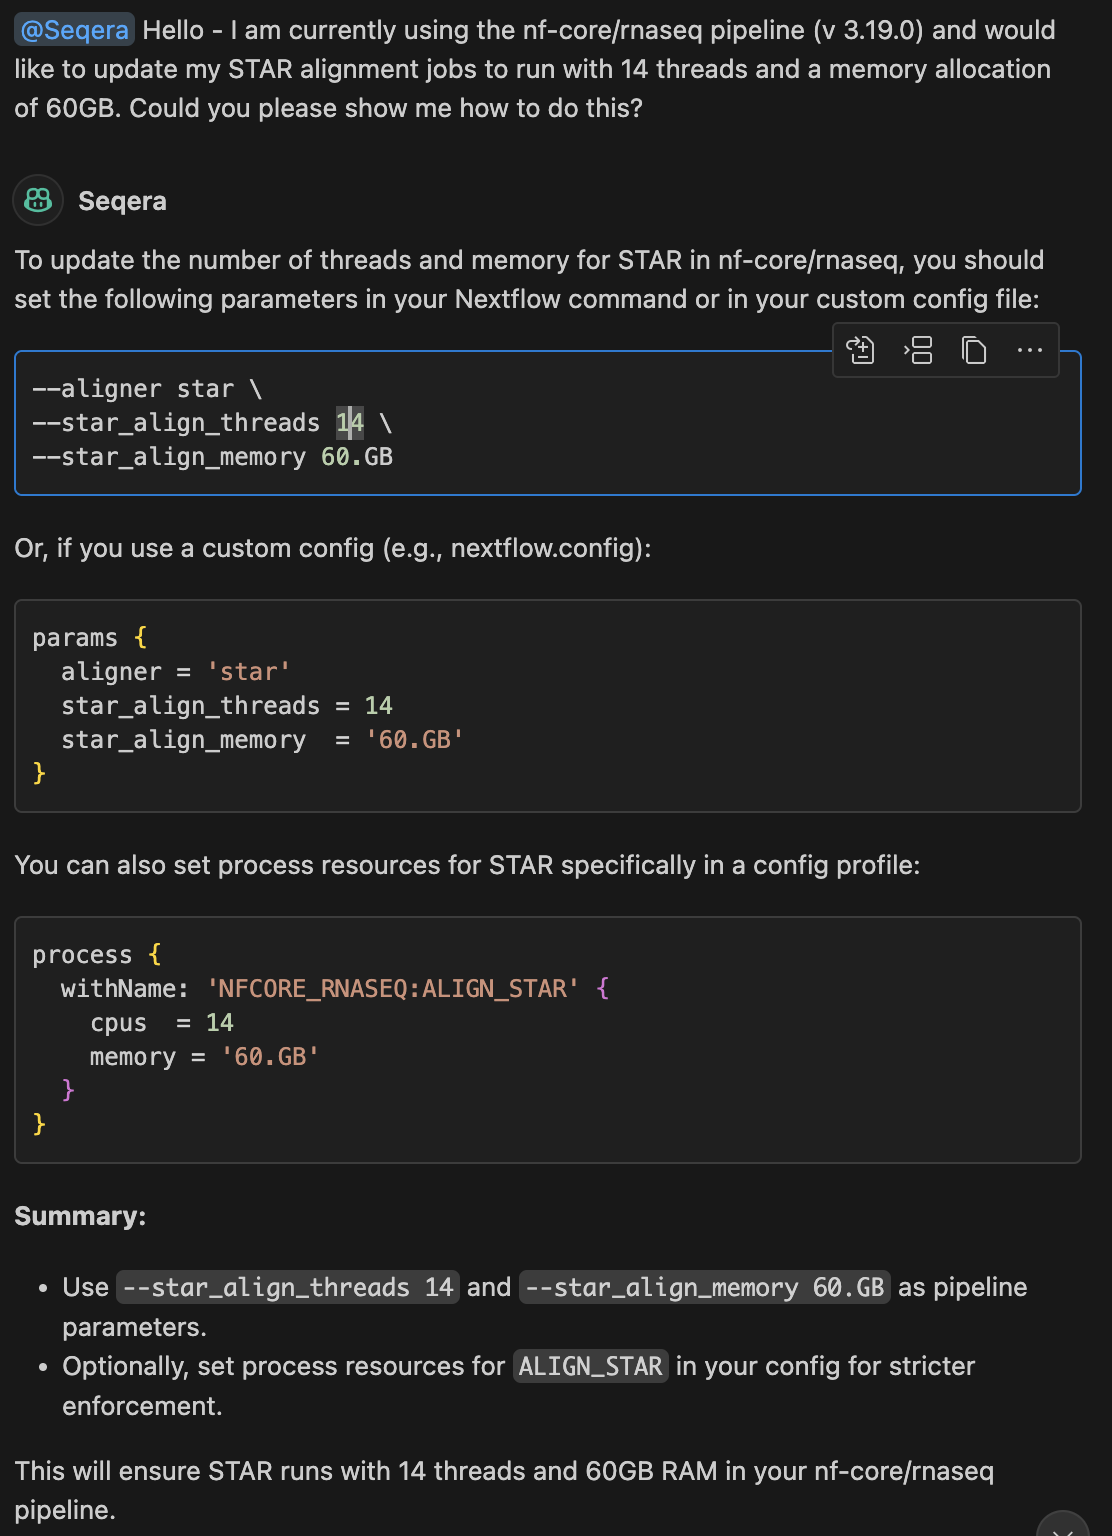 @Seqera Hello - I am currently using the nf-core/rnaseq pipeline (v 3.19.0) and would
like to update my STAR alignment jobs to run with 14 threads and a memory allocation
of 60GB. Could you please show me how to do this?
Seqera
To update the number of threads and memory for STAR in nf-core/rnaseq, you should
set the following parameters in your Nextflow command or in your custom config file:
--aligner star \
--star_align_threads 14 \
--star_align_memory 60.GB
Or, if you use a custom config (e.g., nextflow.config):
params {
  aligner = 'star'
  star_align_threads = 14
  star_align_memory  = '60.GB'
}
You can also set process resources for STAR specifically in a config profile:
process {
  withName: 'NFCORE_RNASEQ:ALIGN_STAR' {
    cpus  = 14
    memory = '60.GB'
  }
}
Summary:
• Use --star_align_threads 14 and --star_align_memory 60.GB as pipeline
parameters.
• Optionally, set process resources for ALIGN_STAR in your config for stricter
enforcement.
This will ensure STAR runs with 14 threads and 60GB RAM in your nf-core/rnaseq
pipeline.